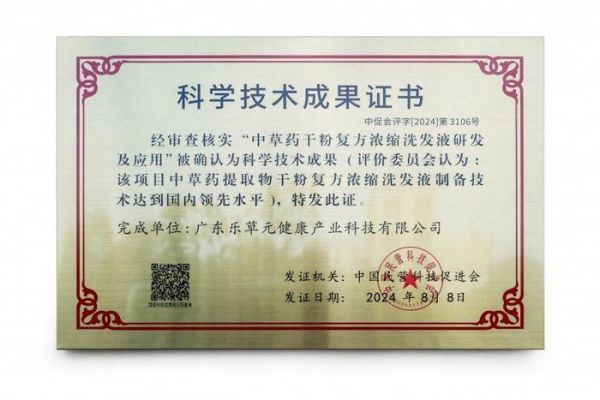 科学技术成果证书
中促会评字[2024]第3106号
经审查核实“中草药干粉复方浓缩洗发液研发
及应用”被确认为科学技术成果（评价委员会认为：
该项目中草药提取物干粉复方浓缩洗发液制备技
术达到国内领先水平），特发此证。
完成单位：广东乐草元健康产业科技有限公司
发证机关：中国民营科技促进会
发证日期：2024 年 8月 8日